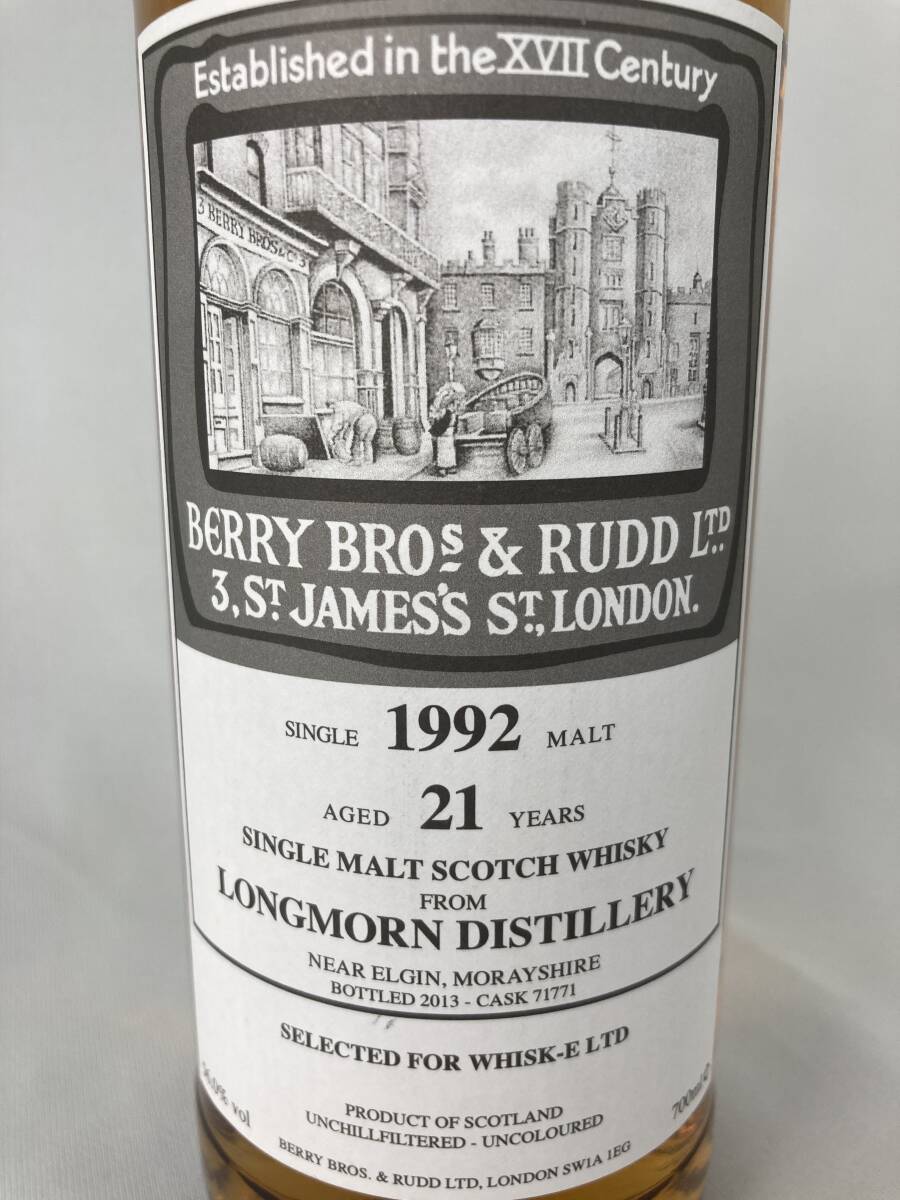 Established in the XVII Century
3 BERRY BROS & Co 3
BERRY BROS & RUDD LTD.
3, ST JAMES'S ST., LONDON.
SINGLE 1992 MALT
AGED 21 YEARS
SINGLE MALT SCOTCH WHISKY
FROM
LONGMORN DISTILLERY
NEAR ELGIN, MORAYSHIRE
BOTTLED 2013 - CASK 71771
SELECTED FOR WHISK-E LTD
% vol
700ml
PRODUCT OF SCOTLAND
UNCHILLFILTERED - UNCOLOURED
BERRY BROS. & RUDD LTD, LONDON SW1A 1EG